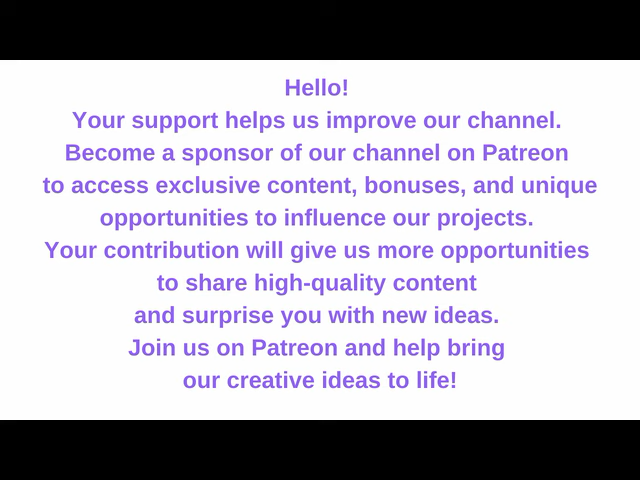 Hello!
Your support helps us improve our channel.
Become a sponsor of our channel on Patreon
to access exclusive content, bonuses, and unique
opportunities to influence our projects.
Your contribution will give us more opportunities
to share high-quality content
and surprise you with new ideas.
Join us on Patreon and help bring
our creative ideas to life!